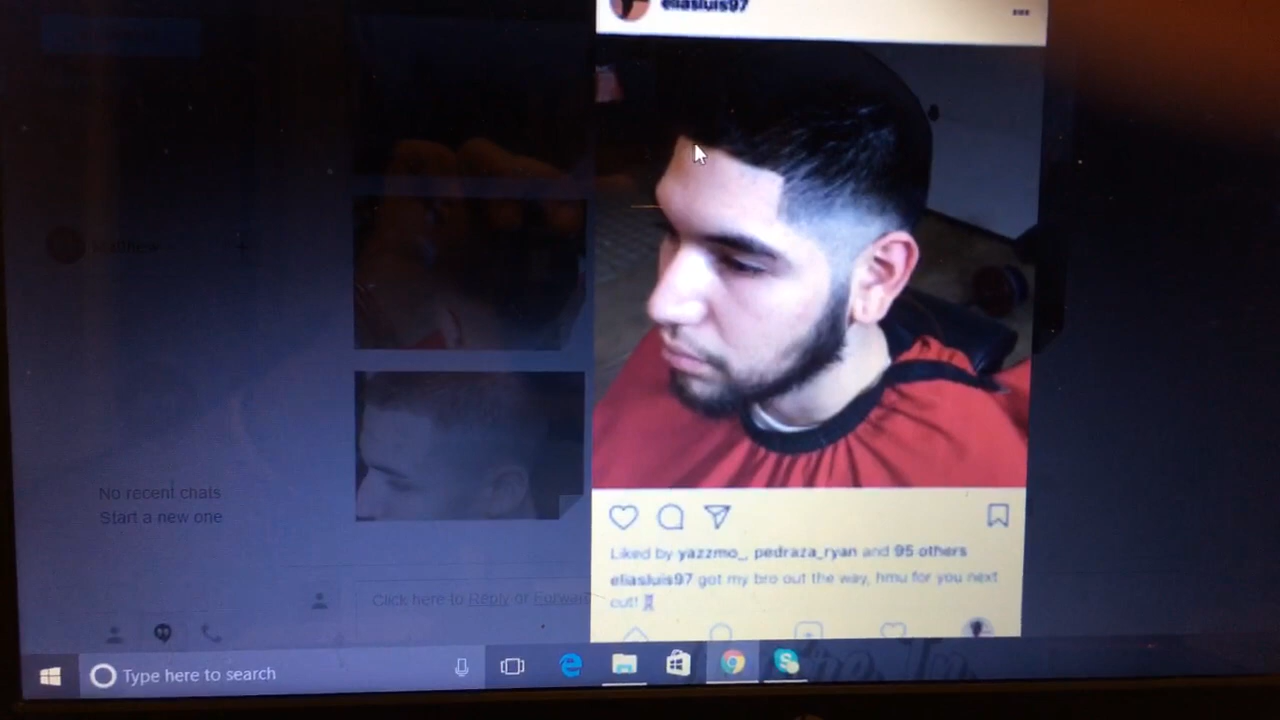 eliasluis97
Matthew
Liked by yazzmo_, pedraza_ryan and 95 others
eliasluis97 got my bro out the way, hmu for you next
cut!
No recent chats
Start a new one
Click here to Reply or Forward
Type here to search